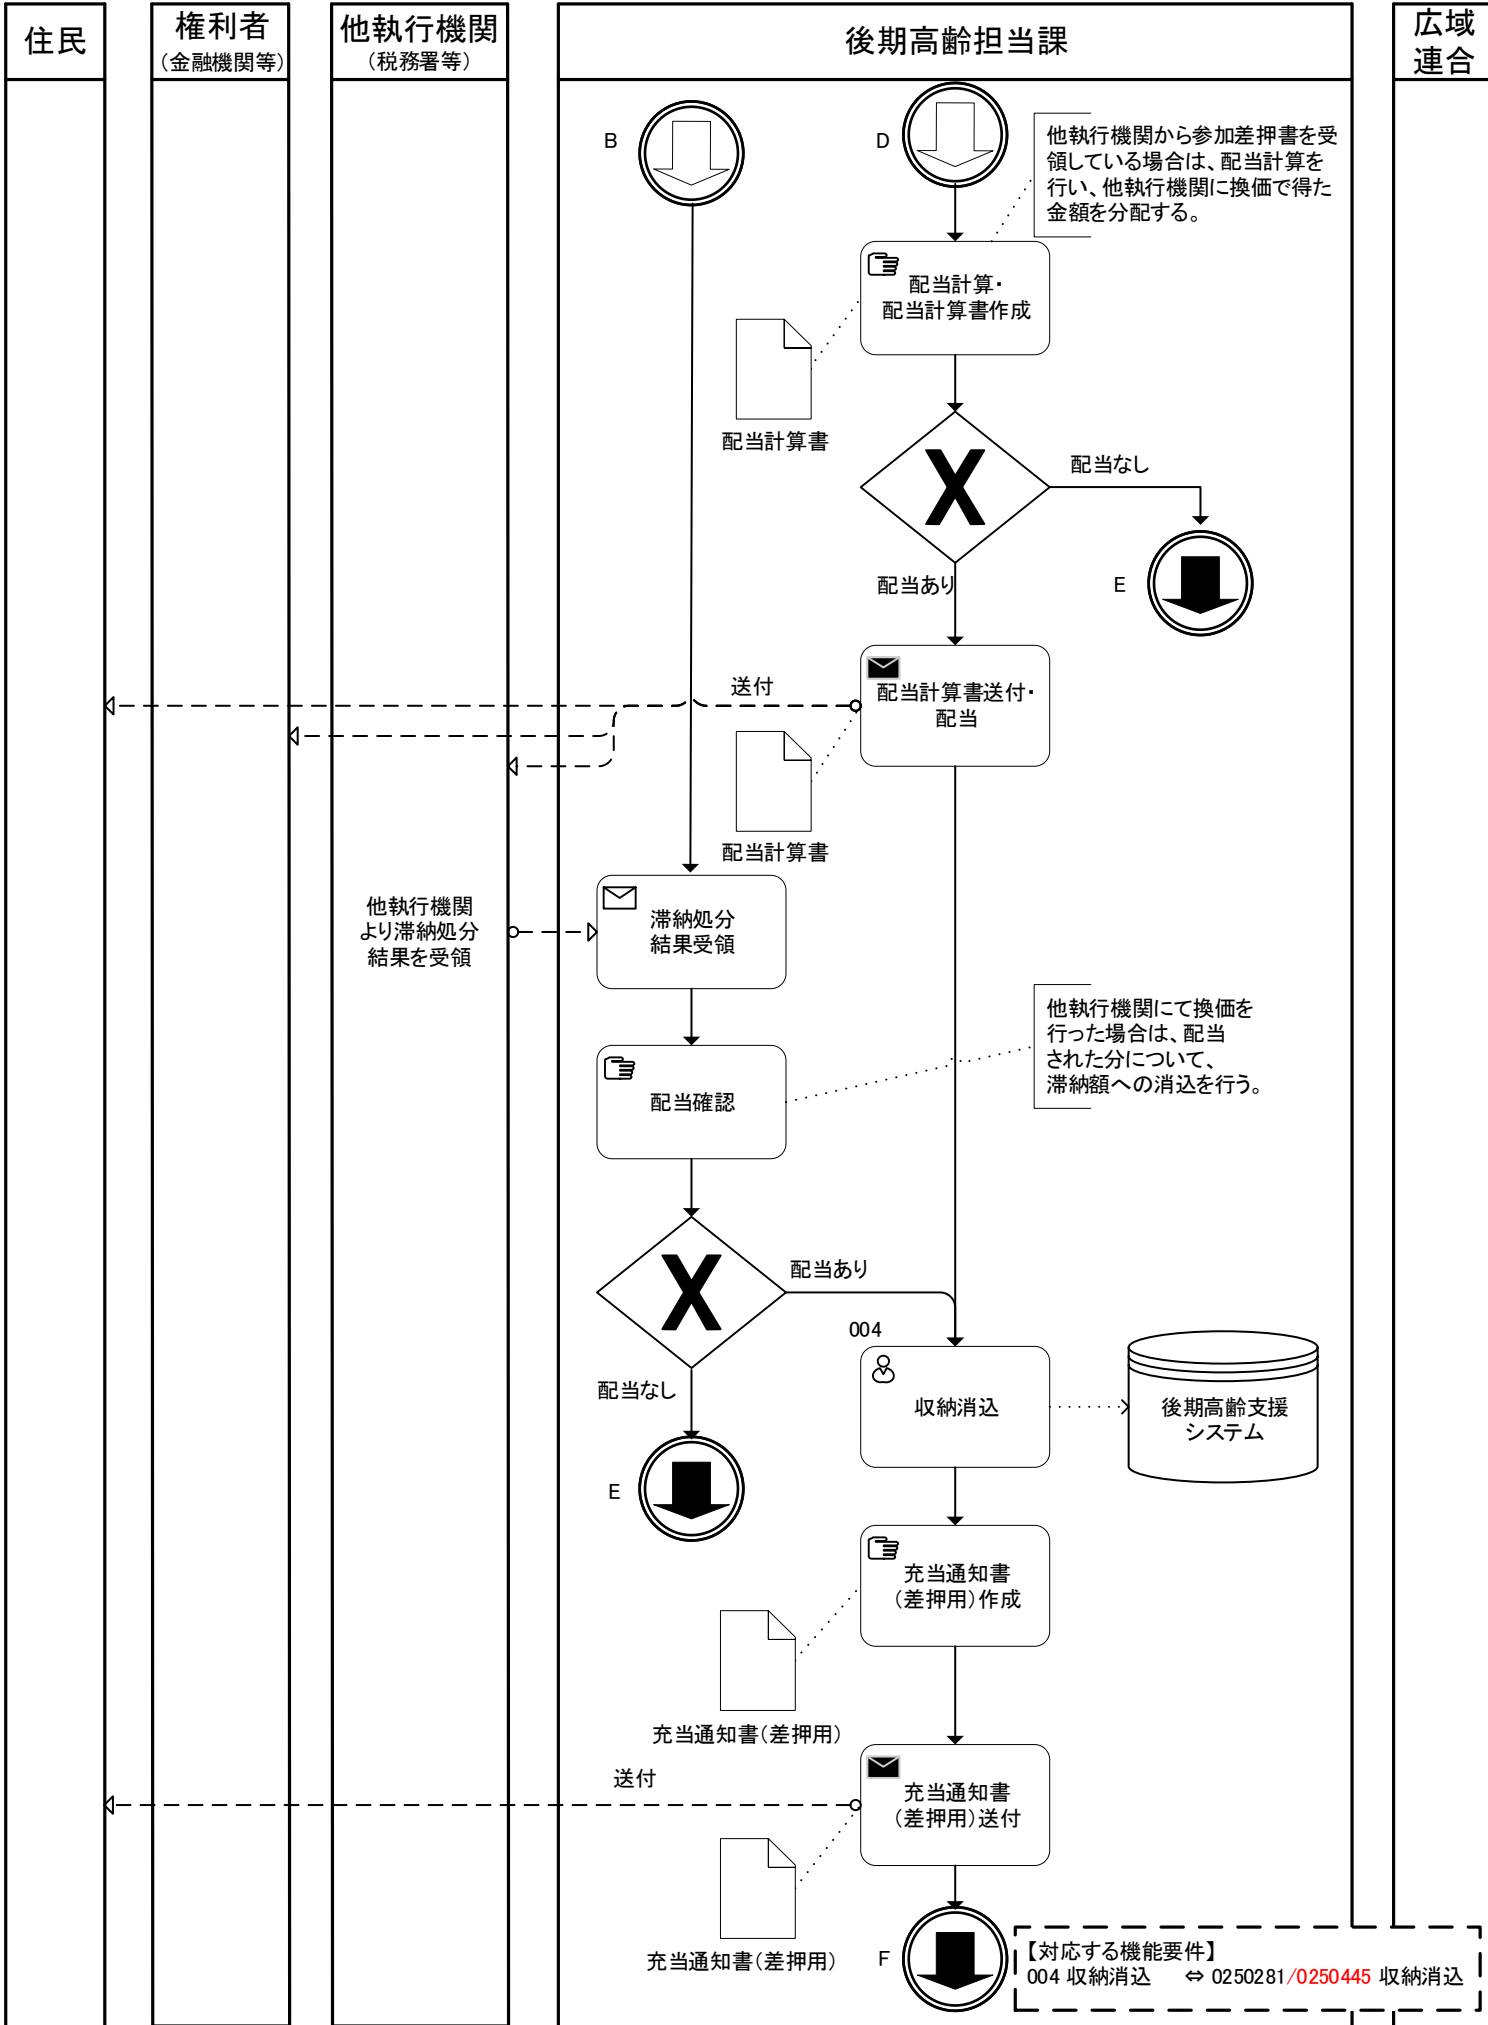 住民
権利者
（金融機関等）
他執行機関
（税務署等）
後期高齢担当課
広域
連合
B
D
他執行機関から参加差押書を受
領している場合は、配当計算を
行い、他執行機関に換価で得た
金額を分配する。
配当計算・
配当計算書作成
配当計算書
配当なし
配当あり
E
送付
配当計算書送付・
配当
配当計算書
他執行機関
より滞納処分
結果を受領
滞納処分
結果受領
他執行機関にて換価を
行った場合は、配当
された分について、
滞納額への消込を行う。
配当確認
配当あり
004
配当なし
収納消込
後期高齢支援
システム
E
充当通知書
（差押用）作成
充当通知書（差押用）
送付
充当通知書
（差押用）送付
充当通知書（差押用）
F
【対応する機能要件】
004 収納消込 ⇔ 0250281/0250445 収納消込